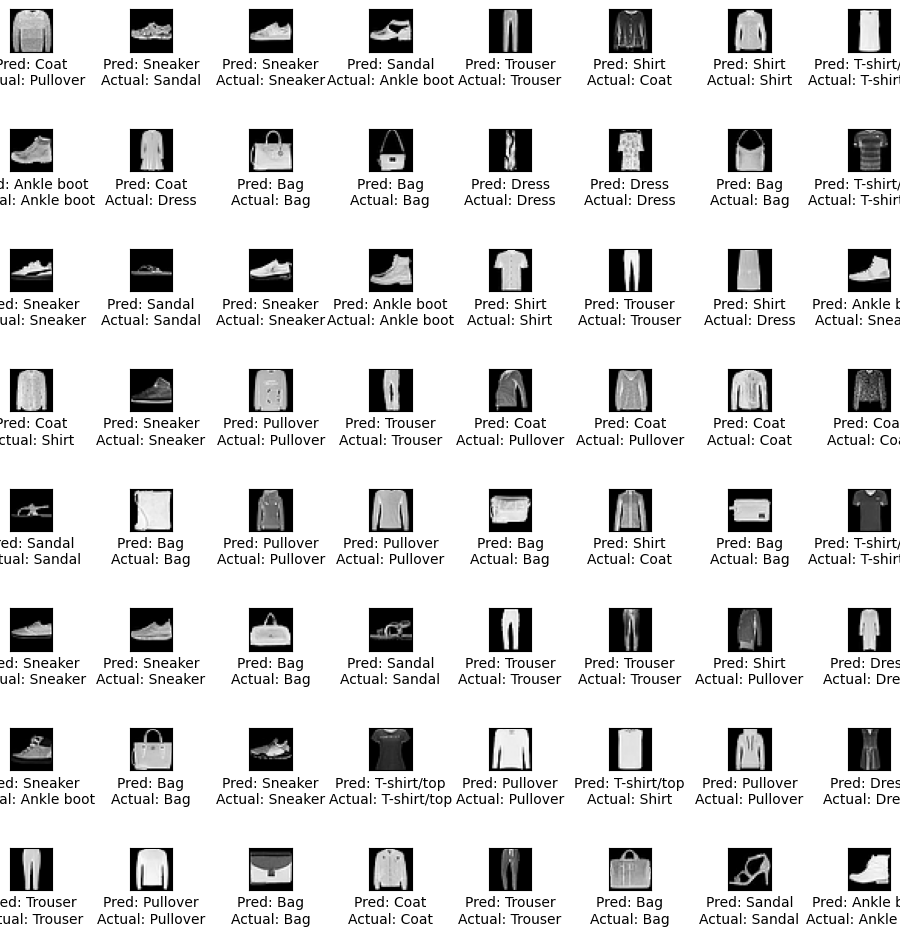 Pred: Coat Pred: Sneaker Pred: Sneaker Pred: Sandal Pred: Trouser Pred: Shirt Pred: Shirt Pred: T-shirt/
ual: Pullover Actual: Sandal Actual: Sneaker Actual: Ankle boot Actual: Trouser Actual: Coat Actual: Shirt Actual: T-shirt
d: Ankle boot Pred: Coat Pred: Bag Pred: Bag Pred: Dress Pred: Dress Pred: Bag Pred: T-shirt/
al: Ankle boot Actual: Dress Actual: Bag Actual: Bag Actual: Dress Actual: Dress Actual: Bag Actual: T-shirt
ed: Sneaker Pred: Sandal Pred: Sneaker Pred: Ankle boot Pred: Shirt Pred: Trouser Pred: Shirt Pred: Ankle b
ual: Sneaker Actual: Sandal Actual: Sneaker Actual: Ankle boot Actual: Shirt Actual: Trouser Actual: Dress Actual: Snea
Pred: Coat Pred: Sneaker Pred: Pullover Pred: Trouser Pred: Coat Pred: Coat Pred: Coat Pred: Coa
ctual: Shirt Actual: Sneaker Actual: Pullover Actual: Trouser Actual: Pullover Actual: Pullover Actual: Coat Actual: Coa
red: Sandal Pred: Bag Pred: Pullover Pred: Pullover Pred: Bag Pred: Shirt Pred: Bag Pred: T-shirt/
tual: Sandal Actual: Bag Actual: Pullover Actual: Pullover Actual: Bag Actual: Coat Actual: Bag Actual: T-shirt
ed: Sneaker Pred: Sneaker Pred: Bag Pred: Sandal Pred: Trouser Pred: Trouser Pred: Shirt Pred: Dres
ual: Sneaker Actual: Sneaker Actual: Bag Actual: Sandal Actual: Trouser Actual: Trouser Actual: Pullover Actual: Dre
ed: Sneaker Pred: Bag Pred: Sneaker Pred: T-shirt/top Pred: Pullover Pred: T-shirt/top Pred: Pullover Pred: Dres
al: Ankle boot Actual: Bag Actual: Sneaker Actual: T-shirt/top Actual: Pullover Actual: Shirt Actual: Pullover Actual: Dre
ed: Trouser Pred: Pullover Pred: Bag Pred: Coat Pred: Trouser Pred: Bag Pred: Sandal Pred: Ankle b
tual: Trouser Actual: Pullover Actual: Bag Actual: Coat Actual: Trouser Actual: Bag Actual: Sandal Actual: Ankle